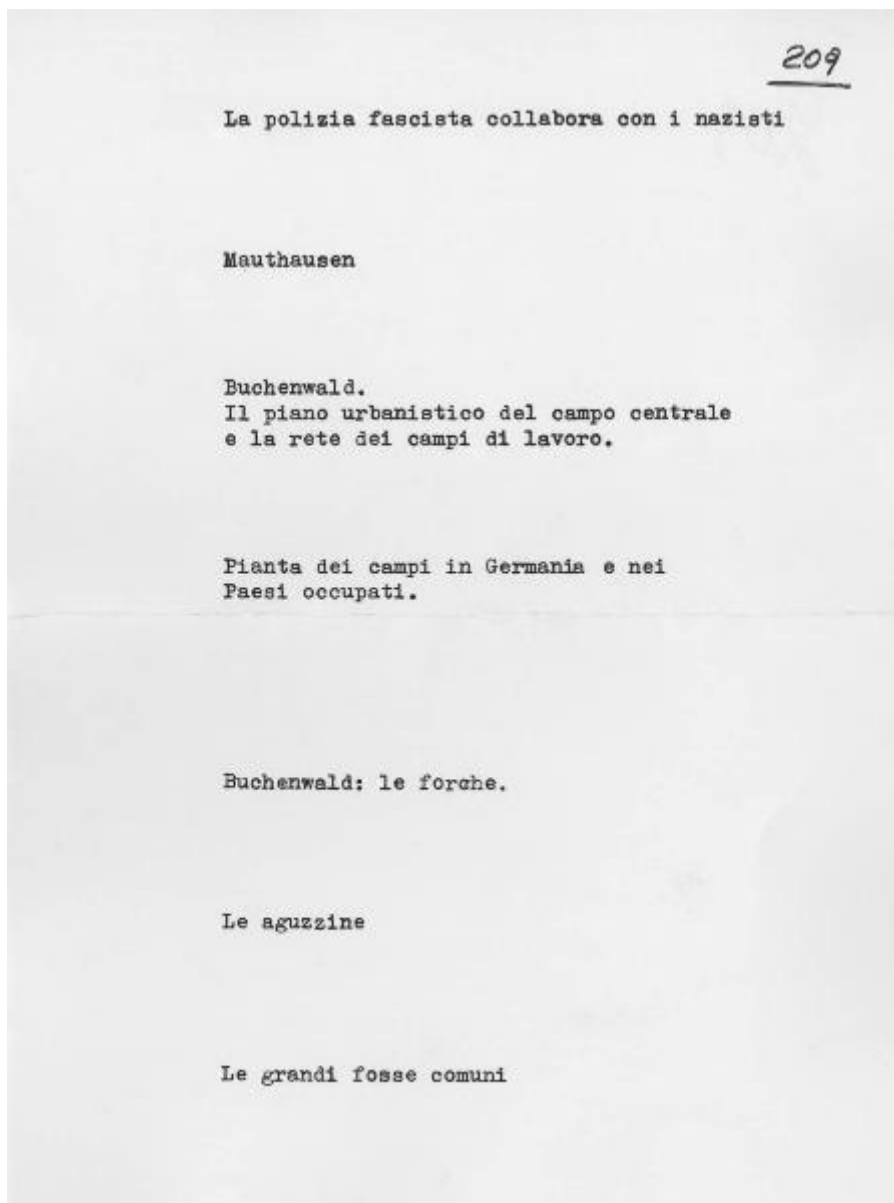 209
La polizia fascista collabora con i nazisti
Mauthausen
Buchenwald.
Il piano urbanistico del campo centrale
e la rete dei campi di lavoro.
Pianta dei campi in Germania e nei
Paesi occupati.
Buchenwald: le forche.
Le aguzzine
Le grandi fosse comuni